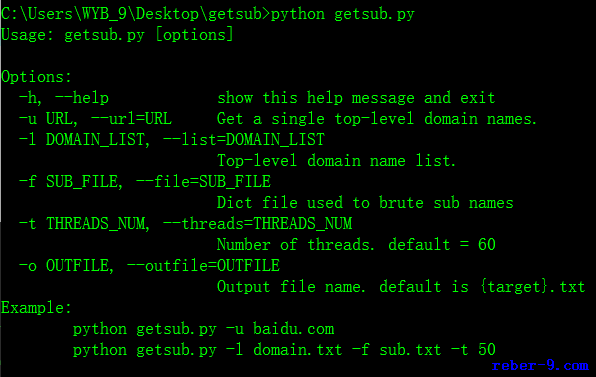 C:\Users\WYB_9\Desktop\getsub>python getsub.py
Usage: getsub.py [options]
Options:
-h, --help show this help message and exit
-u URL, --url=URL Get a single top-level domain names.
-l DOMAIN_LIST, --list=DOMAIN_LIST
Top-level domain name list.
-f SUB_FILE, --file=SUB_FILE
Dict file used to brute sub names
-t THREADS_NUM, --threads=THREADS_NUM
Number of threads. default = 60
-o OUTFILE, --outfile=OUTFILE
Output file name. default is {target}.txt
Example:
python getsub.py -u baidu.com
python getsub.py -l domain.txt -f sub.txt -t 50
reber-9.com